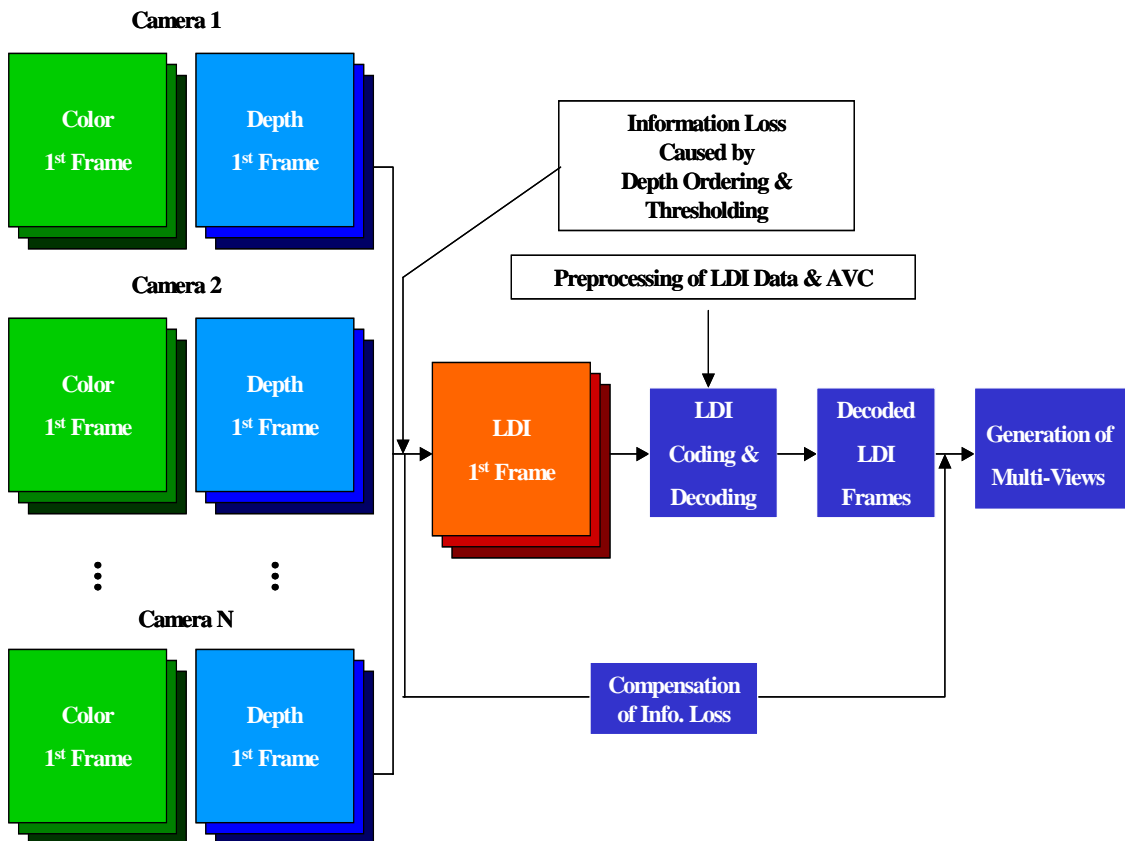 Camera 1
Color
1st Frame
Depth
1st Frame
Information Loss
Caused by
Depth Ordering &
Thresholding
Camera 2
Preprocessing of LDI Data & AVC
Color
1st Frame
Depth
1st Frame
LDI
1st Frame
LDI
Coding &
Decoding
Decoded
LDI
Frames
Generation of
Multi-Views
Camera N
Color
1st Frame
Depth
1st Frame
Compensation
of Info. Loss